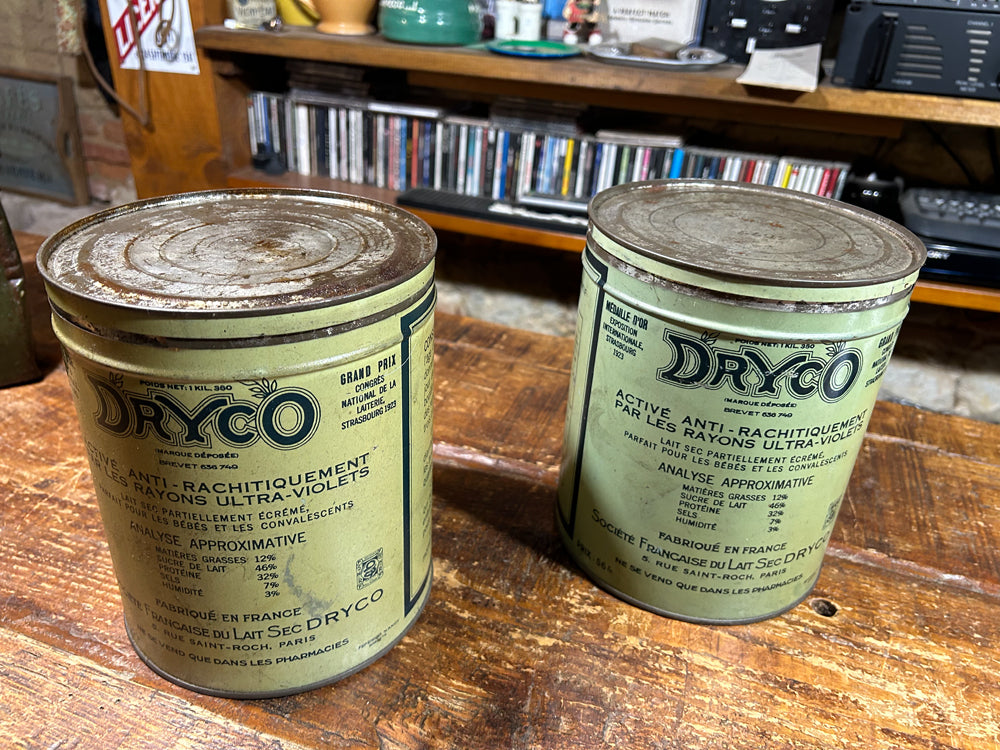 POIDS NET: 1 KIL. 350
DRYCO
(MARQUE DÉPOSÉE)
BREVET 636 740
GRAND PRIX
CONGRÈS
NATIONAL DE LA
LAITERIE,
STRASBOURG 1923
ACTIVÉ ANTI-RACHITIQUEMENT
LES RAYONS ULTRA-VIOLETS
LAIT SEC PARTIELLEMENT ÉCRÉMÉ,
PARFAIT POUR LES BÉBÉS ET LES CONVALESCENTS
ANALYSE APPROXIMATIVE
MATIÈRES GRASSES 12%
SUCRE DE LAIT 46%
PROTÉINE 32%
SELS 7%
HUMIDITÉ 3%
FABRIQUÉ EN FRANCE
FRANÇAISE DU LAIT SEC DRYCO
5, RUE SAINT-ROCH, PARIS
NE SE VEND QUE DANS LES PHARMACIES
MÉDAILLE D'OR
EXPOSITION
INTERNATIONALE,
STRASBOURG
1923
POIDS NET: 1 KIL. 350
DRYCO
(MARQUE DÉPOSÉE)
BREVET 636 740
GRAND
ACTIVÉ ANTI-RACHITIQUEMENT
PAR LES RAYONS ULTRA-VIOLETS
LAIT SEC PARTIELLEMENT ÉCRÉMÉ,
PARFAIT POUR LES BÉBÉS ET LES CONVALESCENTS
ANALYSE APPROXIMATIVE
MATIÈRES GRASSES 12%
SUCRE DE LAIT 46%
PROTÉINE 32%
SELS 7%
HUMIDITÉ 3%
FABRIQUÉ EN FRANCE
SOCIÉTÉ FRANÇAISE DU LAIT SEC DRYCO
5, RUE SAINT-ROCH, PARIS
NE SE VEND QUE DANS LES PHARMACIES